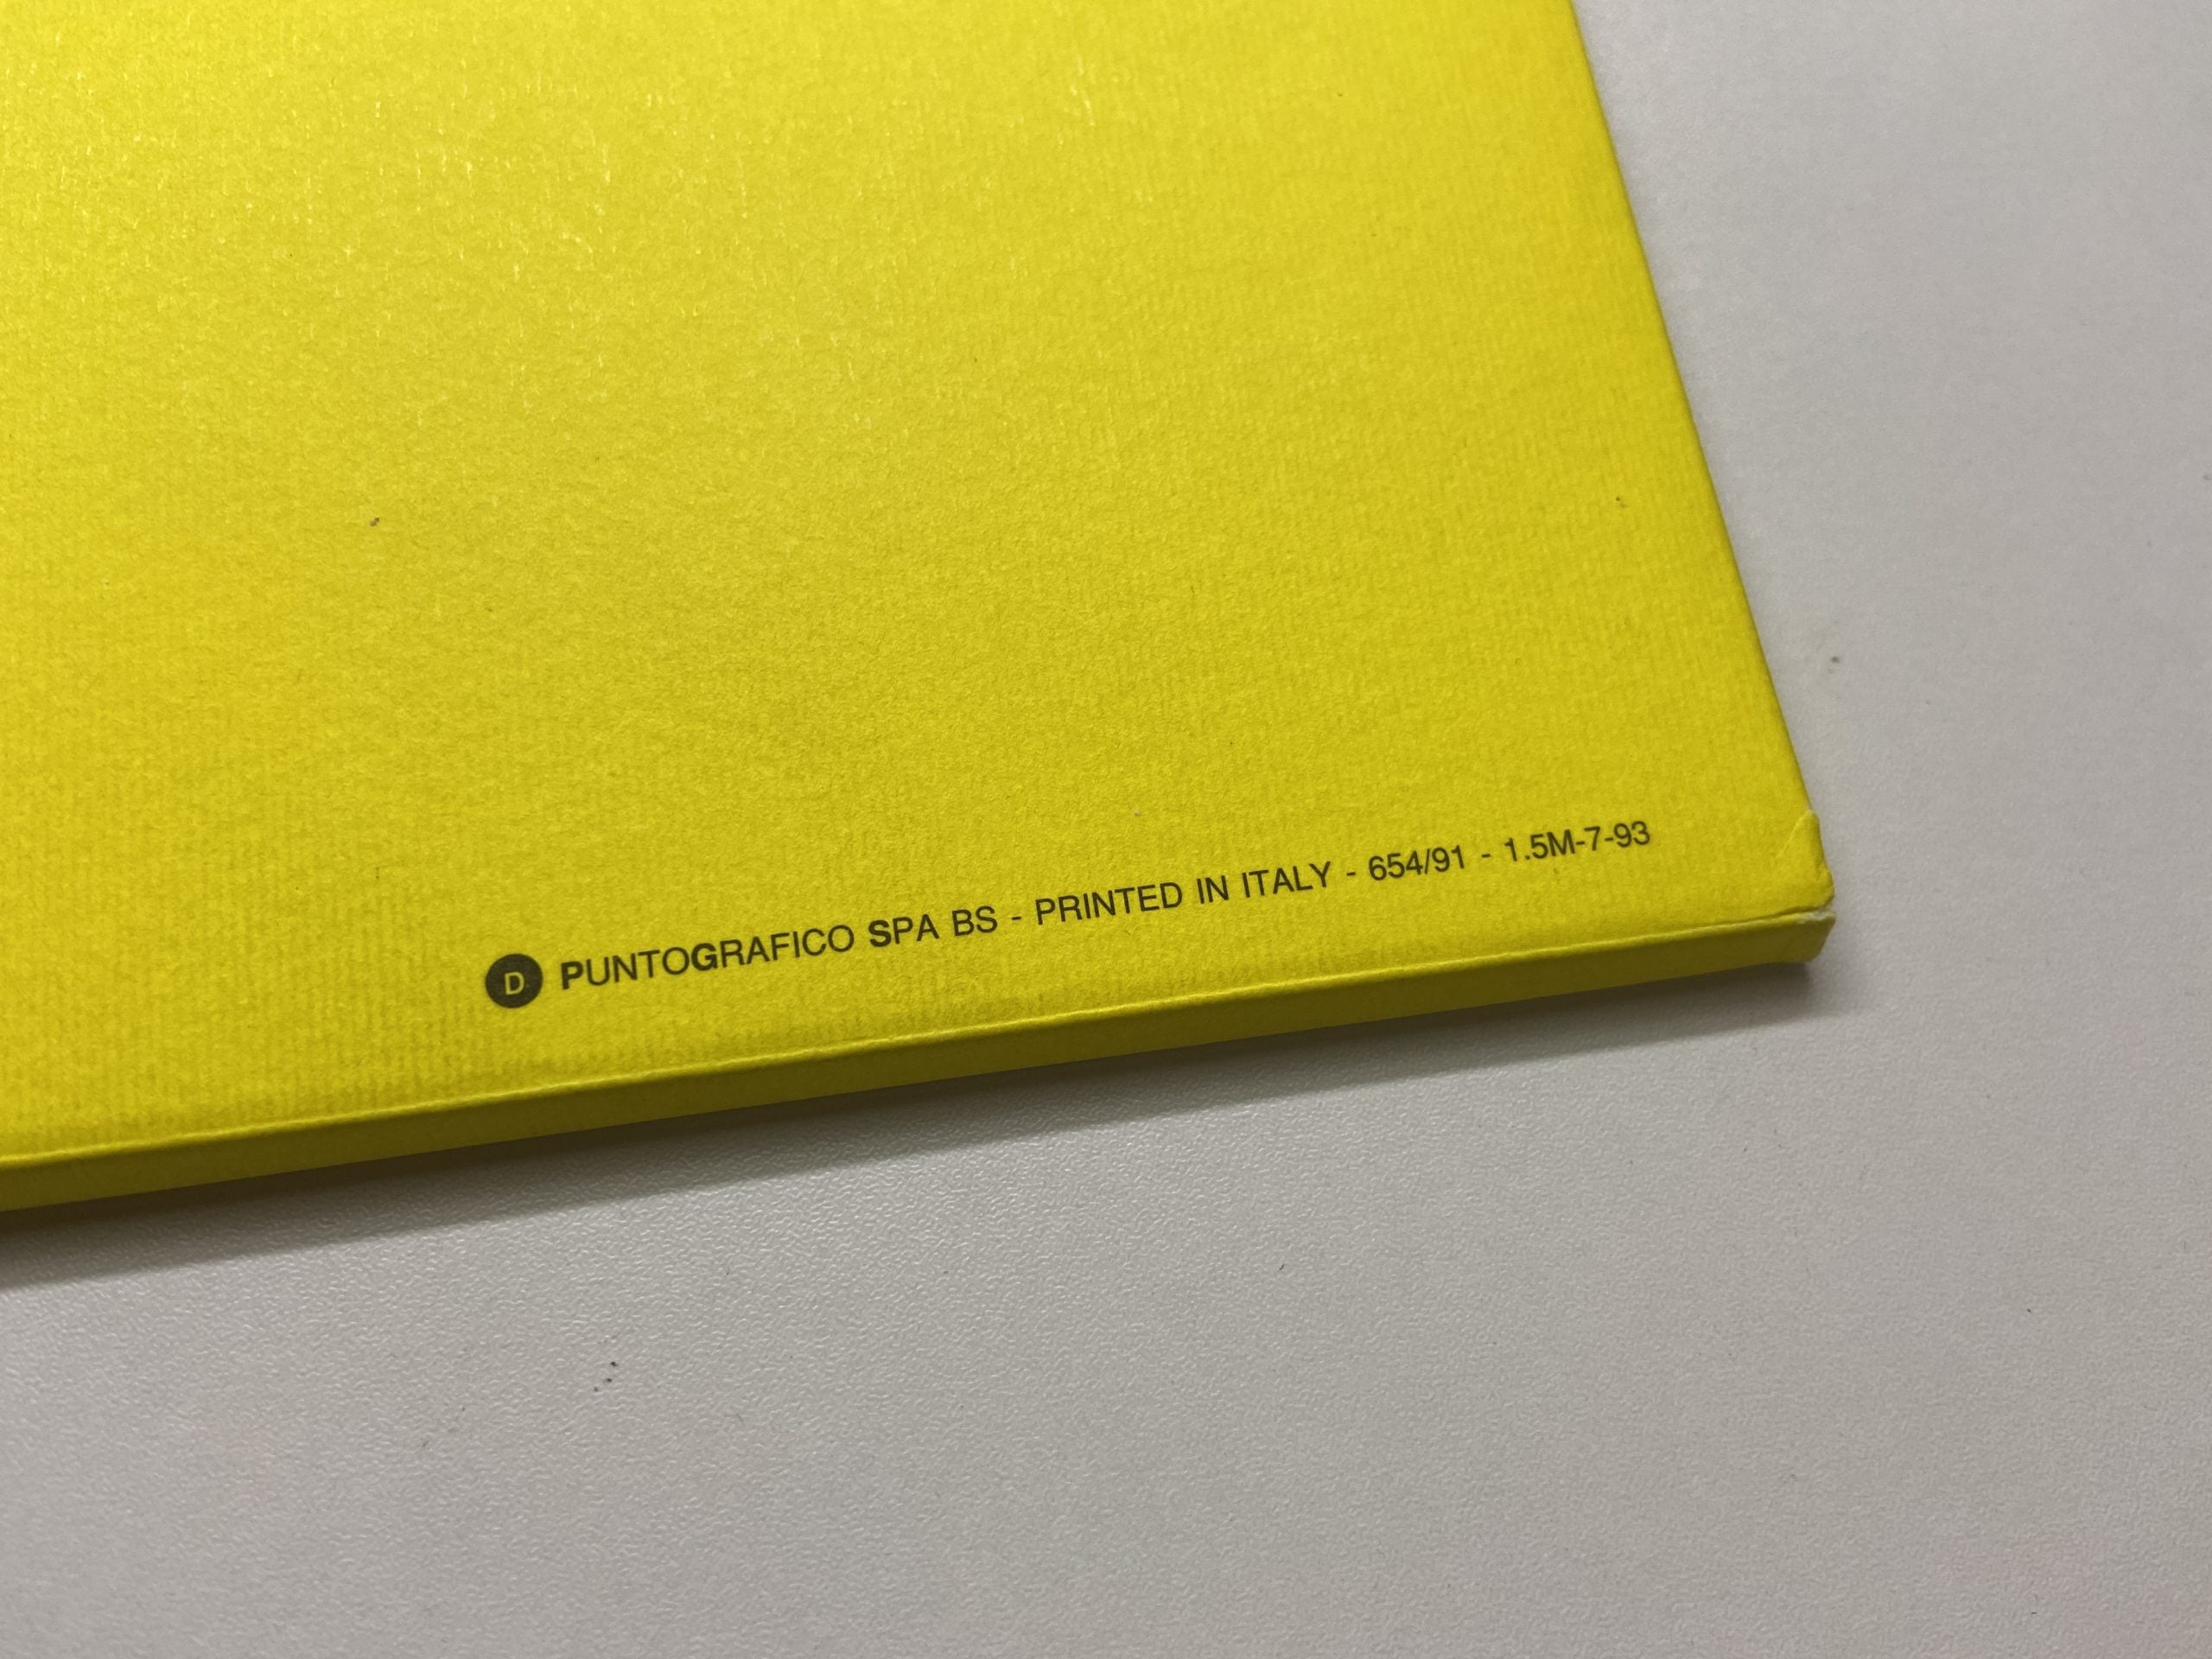 D PUNTOGRAFICO SPA BS - PRINTED IN ITALY - 654/91 - 1.5M-7-93